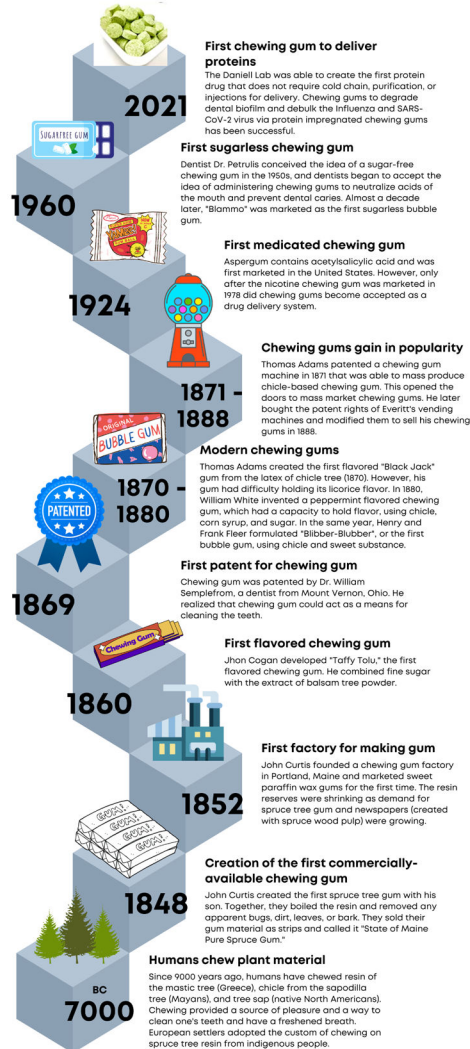 First chewing gum to deliver
proteins
The Daniell Lab was able to create the first protein
drug that does not require cold chain, purification, or
injections for delivery. Chewing gums to degrade
dental biofilm and debulk the Influenza and SARS-
CoV-2 virus via protein impregnated chewing gums
has been successful.
2021
SUGARFREE GUM
First sugarless chewing gum
Dentist Dr. Petrulis conceived the idea of a sugar-free
chewing gum in the 1950s, and dentists began to accept the
idea of administering chewing gums to neutralize acids of
the mouth and prevent dental caries. Almost a decade
later, "Blammo" was marketed as the first sugarless bubble
gum.
1960
First medicated chewing gum
Aspergum contains acetylsalicylic acid and was
first marketed in the United States. However, only
after the nicotine chewing gum was marketed in
1978 did chewing gums become accepted as a
drug delivery system.
1924
Chewing gums gain in popularity
Thomas Adams patented a chewing gum
machine in 1871 that was able to mass produce
chicle-based chewing gum. This opened the
doors to mass market chewing gums. He later
bought the patent rights of Everitt's vending
machines and modified them to sell his chewing
gums in 1888.
1871 -
1888
ORIGINAL
BUBBLE GUM
Modern chewing gums
Thomas Adams created the first flavored "Black Jack"
gum from the latex of chicle tree (1870). However, his
gum had difficulty holding its licorice flavor. In 1880,
William White invented a peppermint flavored chewing
gum, which had a capacity to hold flavor, using chicle,
corn syrup, and sugar. In the same year, Henry and
Frank Fleer formulated "Blibber-Blubber", or the first
bubble gum, using chicle and sweet substance.
1870 -
1880
PATENTED
First patent for chewing gum
Chewing gum was patented by Dr. William
Semplefrom, a dentist from Mount Vernon, Ohio. He
realized that chewing gum could act as a means for
cleaning the teeth.
1869
Chewing Gum
First flavored chewing gum
Jhon Cogan developed "Taffy Tolu," the first
flavored chewing gum. He combined fine sugar
with the extract of balsam tree powder.
1860
First factory for making gum
John Curtis founded a chewing gum factory
in Portland, Maine and marketed sweet
paraffin wax gums for the first time. The resin
reserves were shrinking as demand for
spruce tree gum and newspapers (created
with spruce wood pulp) were growing.
1852
GUM!
GUM!
GUM!
GUM!
Creation of the first commercially-
available chewing gum
John Curtis created the first spruce tree gum with his
son. Together, they boiled the resin and removed any
apparent bugs, dirt, leaves, or bark. They sold their
gum material as strips and called it "State of Maine
Pure Spruce Gum."
1848
Humans chew plant material
Since 9000 years ago, humans have chewed resin of
the mastic tree (Greece), chicle from the sapodilla
tree (Mayans), and tree sap (native North Americans).
Chewing provided a source of pleasure and a way to
clean one's teeth and have a freshened breath.
European settlers adopted the custom of chewing on
spruce tree resin from indigenous people.
BC
7000